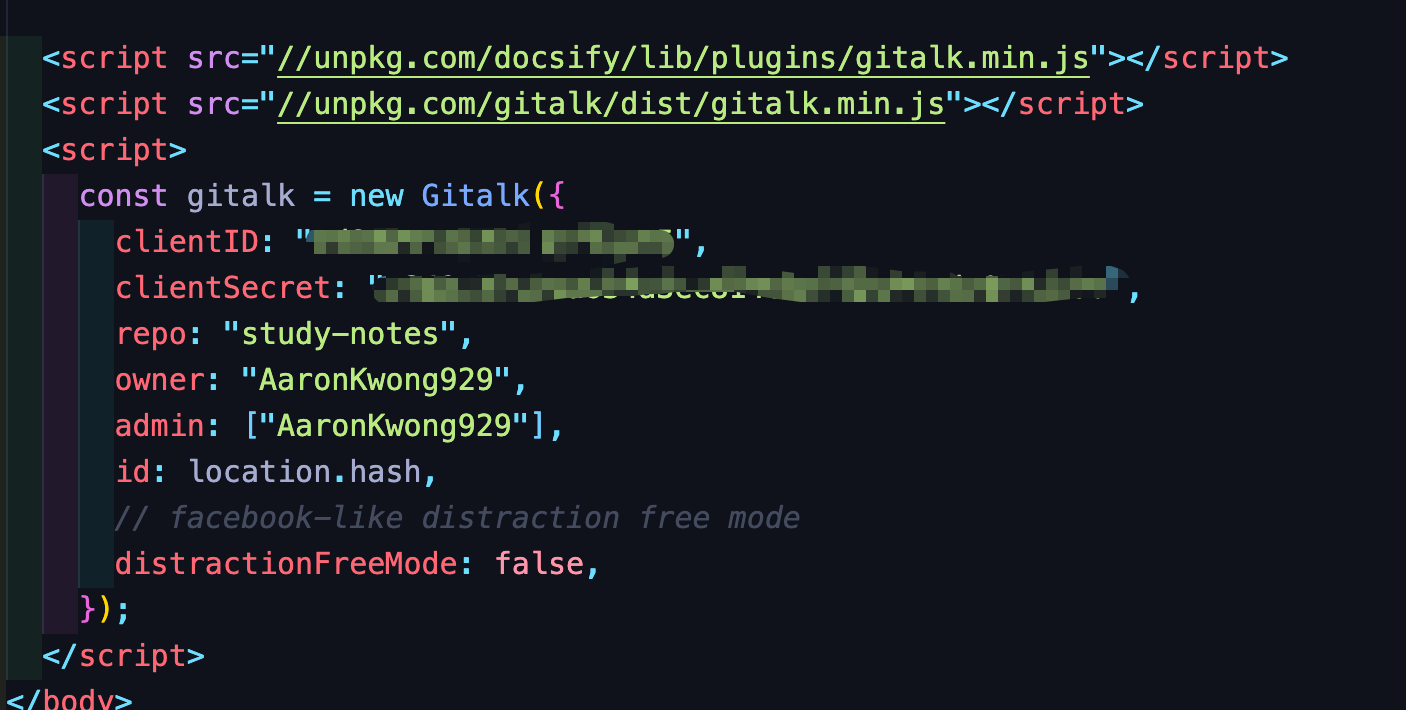 <script src="//unpkg.com/docsify/lib/plugins/gitalk.min.js"></script>
<script src="//unpkg.com/gitalk/dist/gitalk.min.js"></script>
<script>
const gitalk = new Gitalk({
clientID: "",
clientSecret: " ,
repo: "study-notes",
owner: "AaronKwong929",
admin: ["AaronKwong929"],
id: location.hash,
// facebook-like distraction free mode
distractionFreeMode: false,
});
</script>
</body>